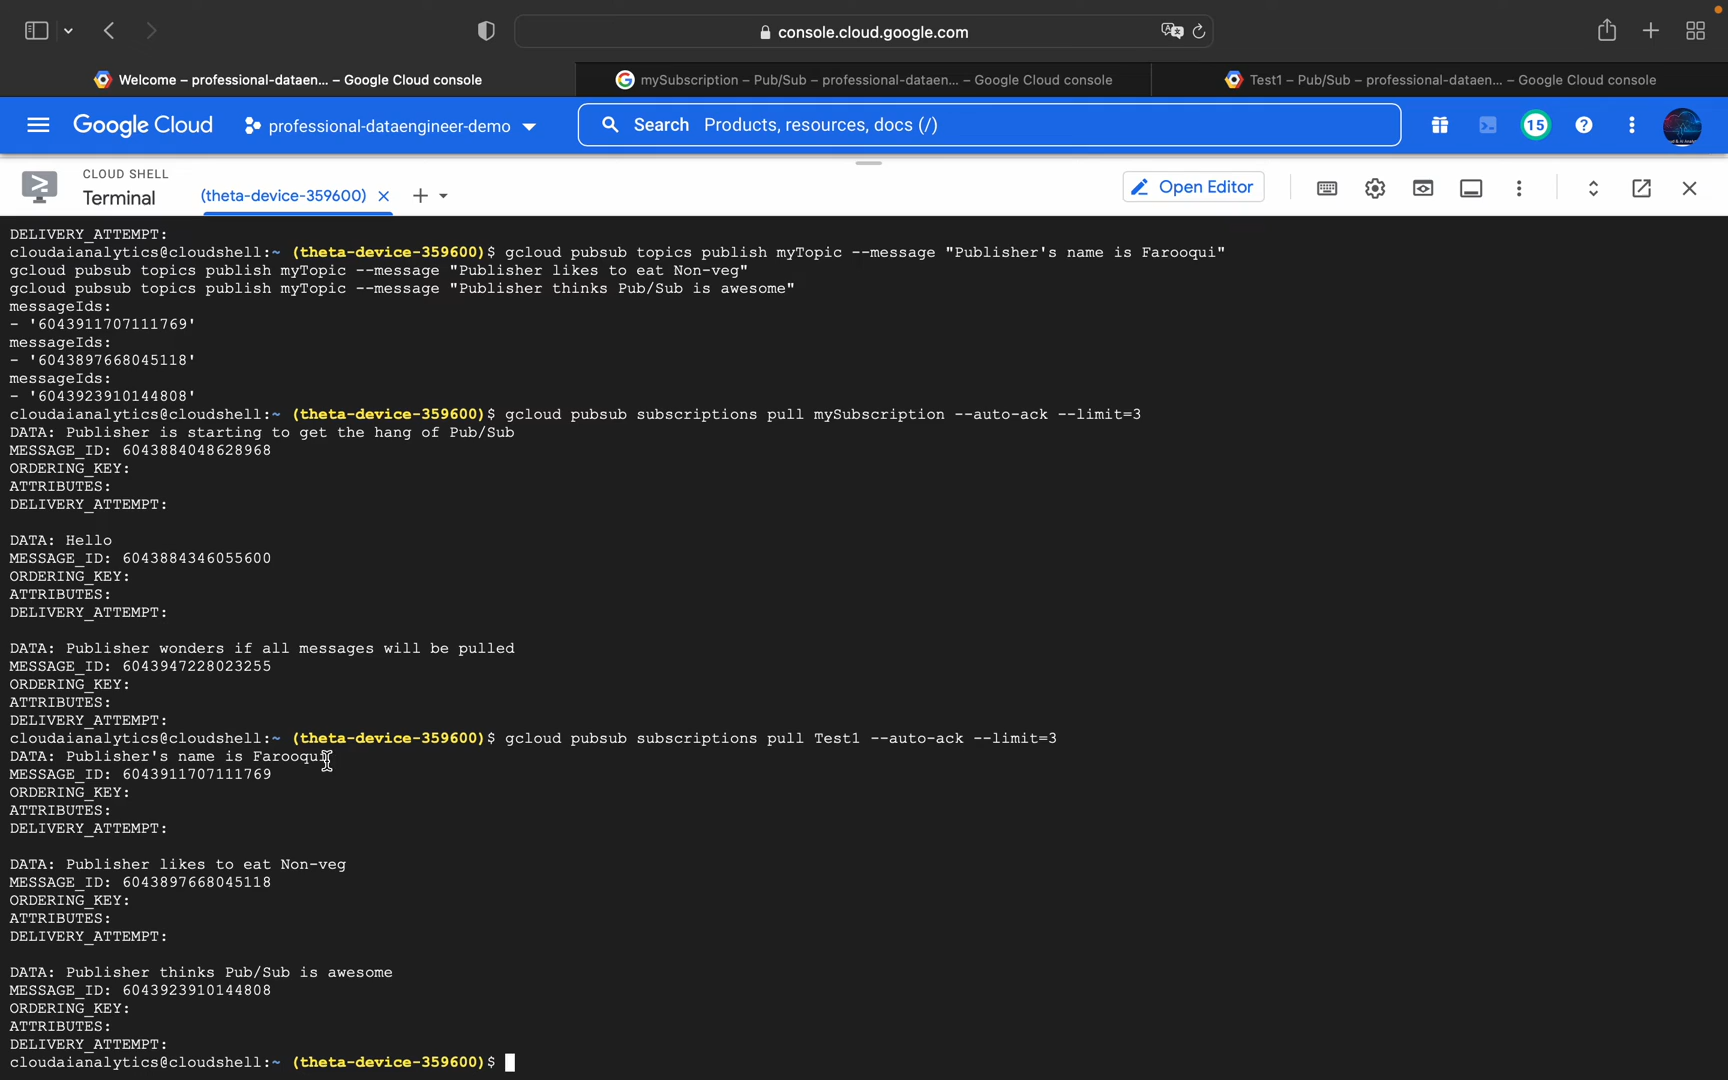 console.cloud.google.com
Welcome – professional-dataen... – Google Cloud console
mySubscription – Pub/Sub – professional-dataen... – Google Cloud console
Test1 – Pub/Sub – professional-dataen... – Google Cloud console
Google Cloud
professional-dataengineer-demo
Search Products, resources, docs (/)
15
CLOUD SHELL
Terminal
(theta-device-359600)
Open Editor
DELIVERY_ATTEMPT:
cloudaianalytics@cloudshell:~ (theta-device-359600)$ gcloud pubsub topics publish myTopic --message "Publisher's name is Farooqui"
gcloud pubsub topics publish myTopic --message "Publisher likes to eat Non-veg"
gcloud pubsub topics publish myTopic --message "Publisher thinks Pub/Sub is awesome"
messageIds:
- '6043911707111769'
messageIds:
- '6043897668045118'
messageIds:
- '6043923910144808'
cloudaianalytics@cloudshell:~ (theta-device-359600)$ gcloud pubsub subscriptions pull mySubscription --auto-ack --limit=3
DATA: Publisher is starting to get the hang of Pub/Sub
MESSAGE_ID: 6043884048628968
ORDERING_KEY:
ATTRIBUTES:
DELIVERY_ATTEMPT:
DATA: Hello
MESSAGE_ID: 6043884346055600
ORDERING_KEY:
ATTRIBUTES:
DELIVERY_ATTEMPT:
DATA: Publisher wonders if all messages will be pulled
MESSAGE_ID: 6043947228023255
ORDERING_KEY:
ATTRIBUTES:
DELIVERY_ATTEMPT:
cloudaianalytics@cloudshell:~ (theta-device-359600)$ gcloud pubsub subscriptions pull Test1 --auto-ack --limit=3
DATA: Publisher's name is Farooqui
MESSAGE_ID: 6043911707111769
ORDERING_KEY:
ATTRIBUTES:
DELIVERY_ATTEMPT:
DATA: Publisher likes to eat Non-veg
MESSAGE_ID: 6043897668045118
ORDERING_KEY:
ATTRIBUTES:
DELIVERY_ATTEMPT:
DATA: Publisher thinks Pub/Sub is awesome
MESSAGE_ID: 6043923910144808
ORDERING_KEY:
ATTRIBUTES:
DELIVERY_ATTEMPT:
cloudaianalytics@cloudshell:~ (theta-device-359600)$